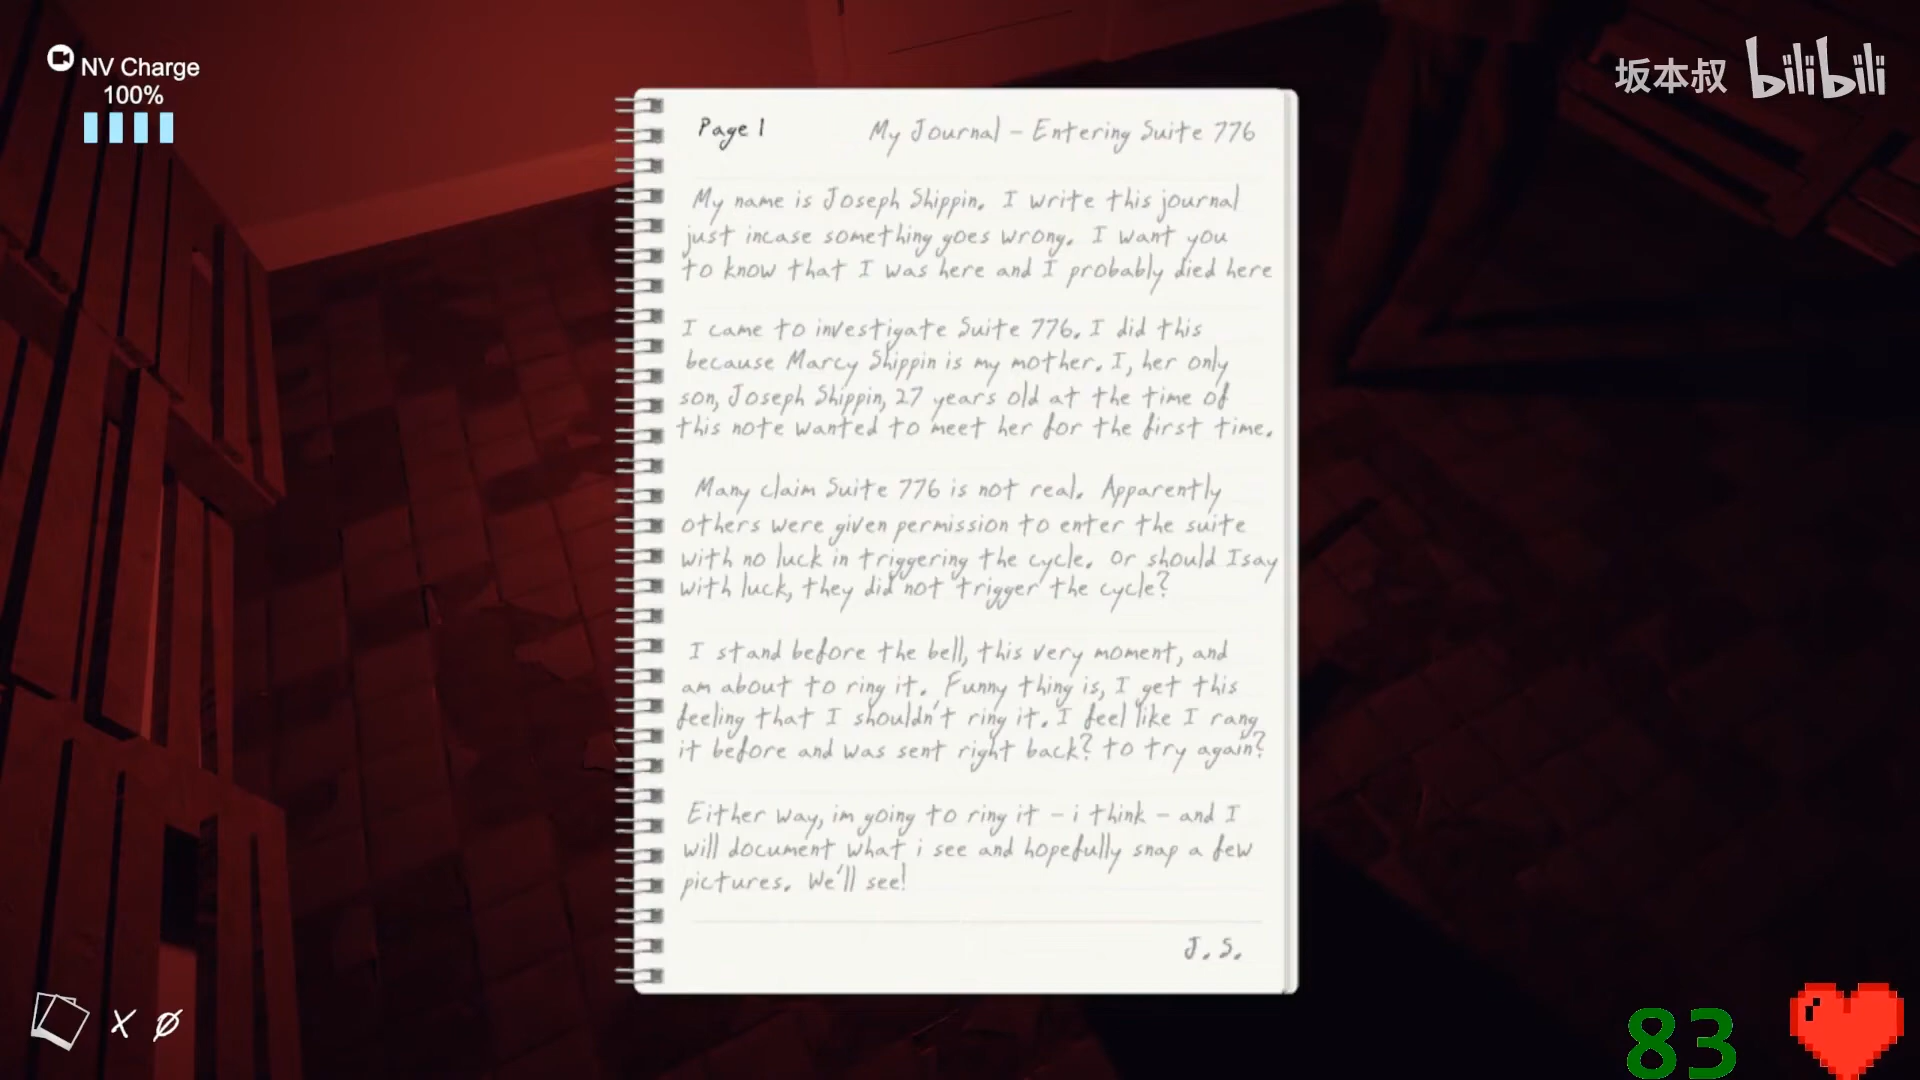 NV Charge
100%
坂本叔 bilibili
Page 1
My Journal - Entering Suite 776
My name is Joseph Shippin. I write this journal
just incase something goes wrong. I want you
to know that I was here and I probably died here
I came to investigate Suite 776. I did this
because Marcy Shippin is my mother. I, her only
son, Joseph Shippin, 27 years old at the time of
this note wanted to meet her for the first time.
Many claim Suite 776 is not real. Apparently
others were given permission to enter the suite
with no luck in triggering the cycle. Or should I say
with luck, they did not trigger the cycle?
I stand before the bell, this very moment, and
am about to ring it. Funny thing is, I get this
feeling that I shouldn't ring it. I feel like I rang
it before and was sent right back? to try again?
Either way, im going to ring it - i think - and I
will document what i see and hopefully snap a few
pictures. We'll see!
J. S.
X 0
83